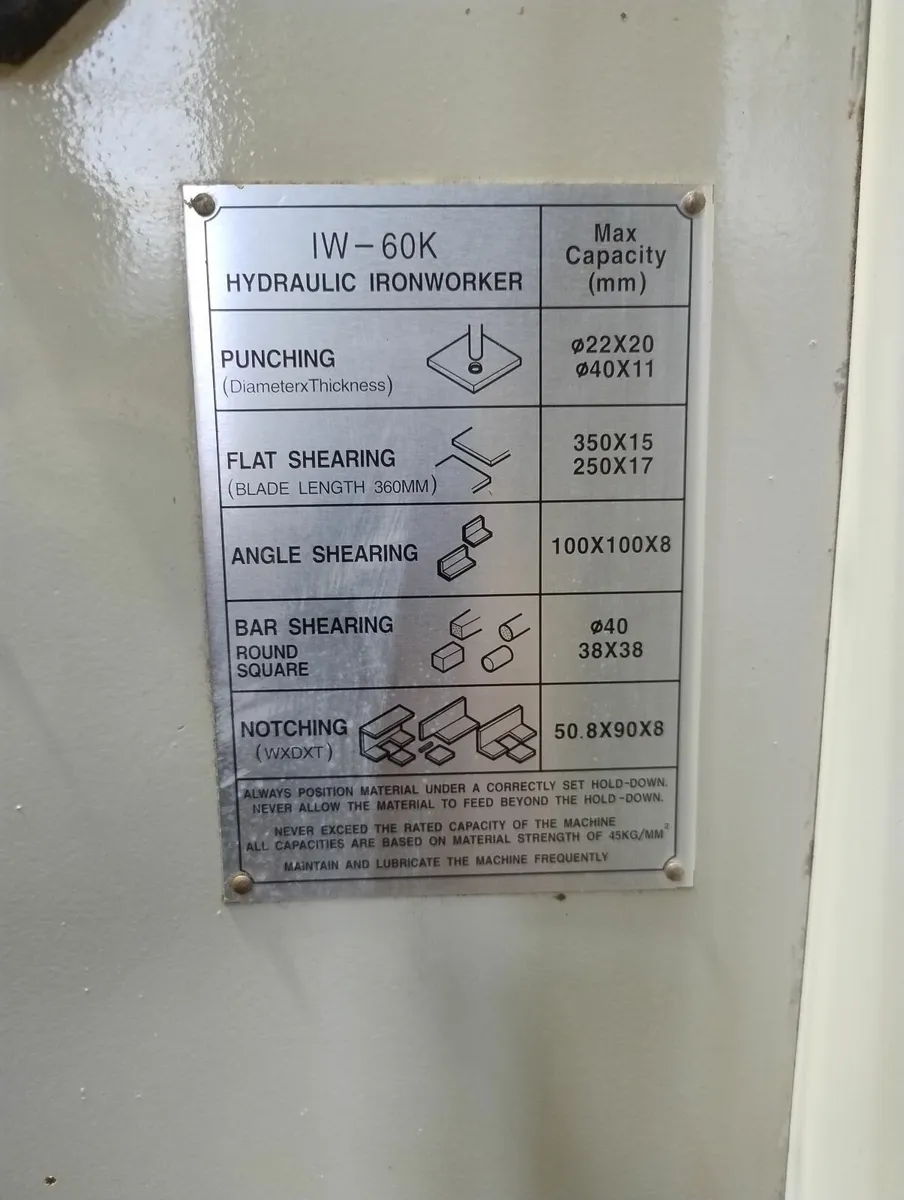 IW-60K
HYDRAULIC IRONWORKER
Max
Capacity
(mm)
PUNCHING
(DiameterxThickness)
ø22X20
ø40X11
FLAT SHEARING
(BLADE LENGTH 360MM)
350X15
250X17
ANGLE SHEARING
100X100X8
BAR SHEARING
ROUND
SQUARE
ø40
38X38
NOTCHING
(WXDXT)
50.8X90X8
ALWAYS POSITION MATERIAL UNDER A CORRECTLY SET HOLD-DOWN.
NEVER ALLOW THE MATERIAL TO FEED BEYOND THE HOLD-DOWN.
NEVER EXCEED THE RATED CAPACITY OF THE MACHINE
ALL CAPACITIES ARE BASED ON MATERIAL STRENGTH OF 45KG/MM²
MAINTAIN AND LUBRICATE THE MACHINE FREQUENTLY